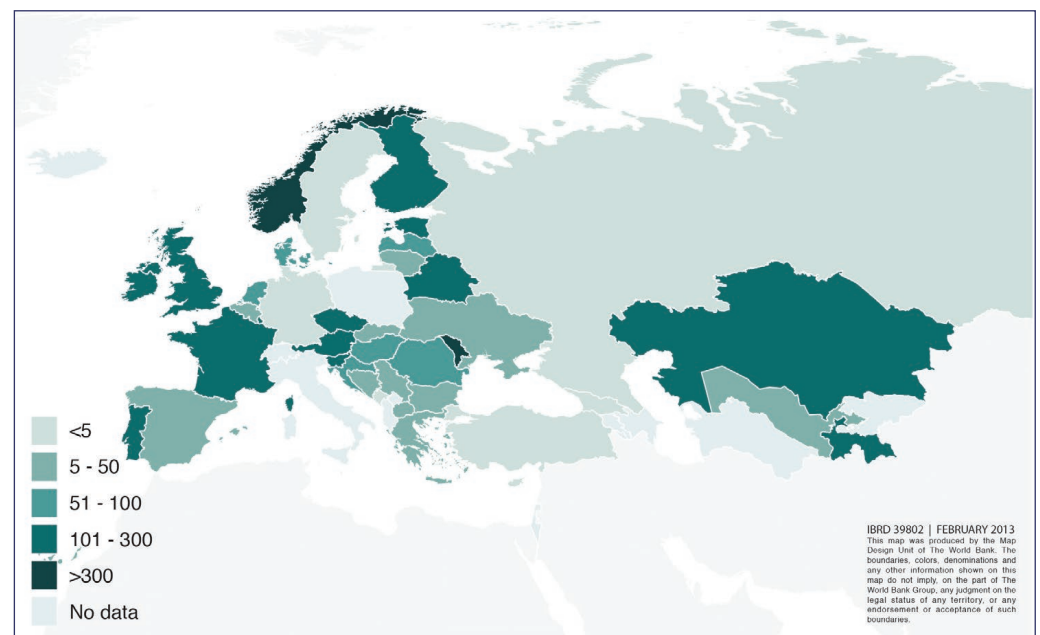 <5
5 - 50
51 - 100
101 - 300
>300
No data
IBRD 39802 | FEBRUARY 2013
This map was produced by the Map
Design Unit of The World Bank. The
boundaries, colors, denominations and
any other information shown on this
map do not imply, on the part of The
World Bank Group, any judgment on the
legal status of any territory, or any
endorsement or acceptance of such
boundaries.